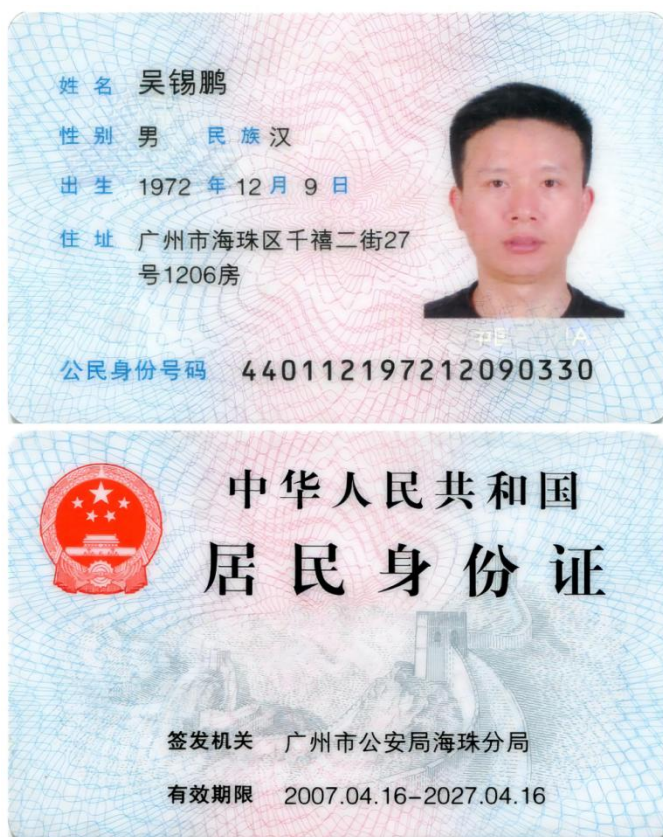 姓名 吴锡鹏
性别 男 民族 汉
出生 1972 年 12 月 9 日
住址 广州市海珠区千禧二街27
号1206房
公民身份号码 440112197212090330
中华人民共和国
居民身份证
签发机关 广州市公安局海珠分局
有效期限 2007.04.16-2027.04.16